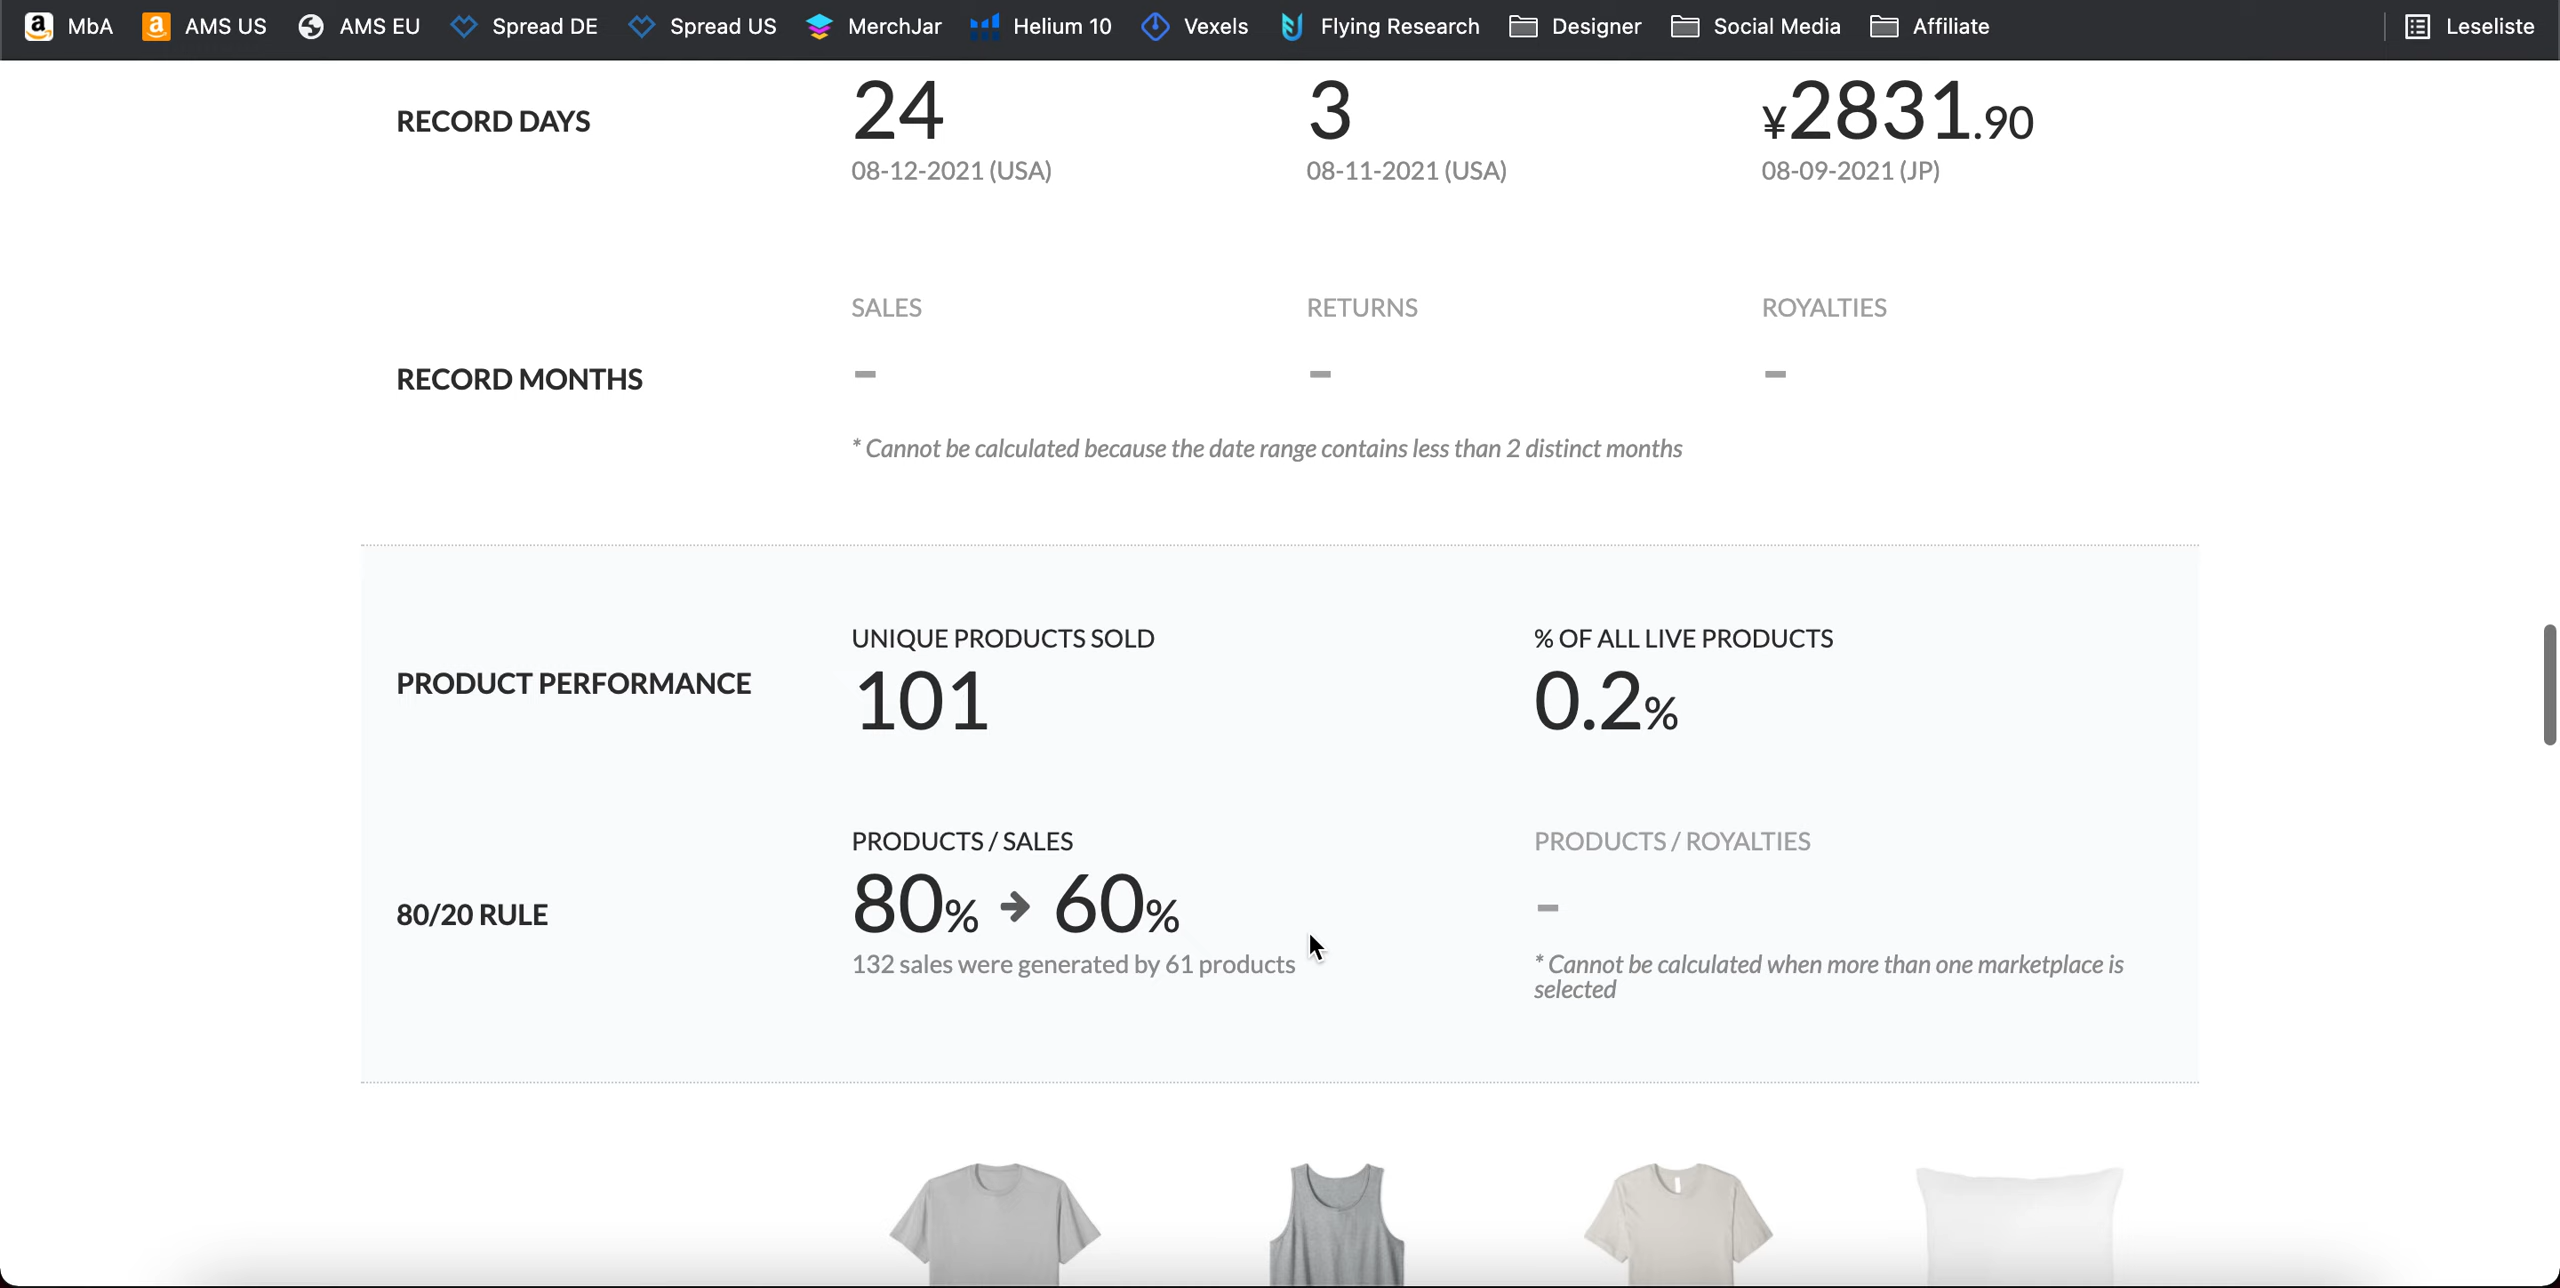 MbA AMS US AMS EU Spread DE Spread US MerchJar Helium 10 Vexels Flying Research Designer Social Media Affiliate Leseliste
RECORD DAYS 24 3 ¥2831.90
08-12-2021 (USA) 08-11-2021 (USA) 08-09-2021 (JP)
SALES RETURNS ROYALTIES
RECORD MONTHS – – –
* Cannot be calculated because the date range contains less than 2 distinct months
UNIQUE PRODUCTS SOLD % OF ALL LIVE PRODUCTS
PRODUCT PERFORMANCE 101 0.2%
PRODUCTS / SALES PRODUCTS / ROYALTIES
80/20 RULE 80% → 60% –
132 sales were generated by 61 products * Cannot be calculated when more than one marketplace is
selected